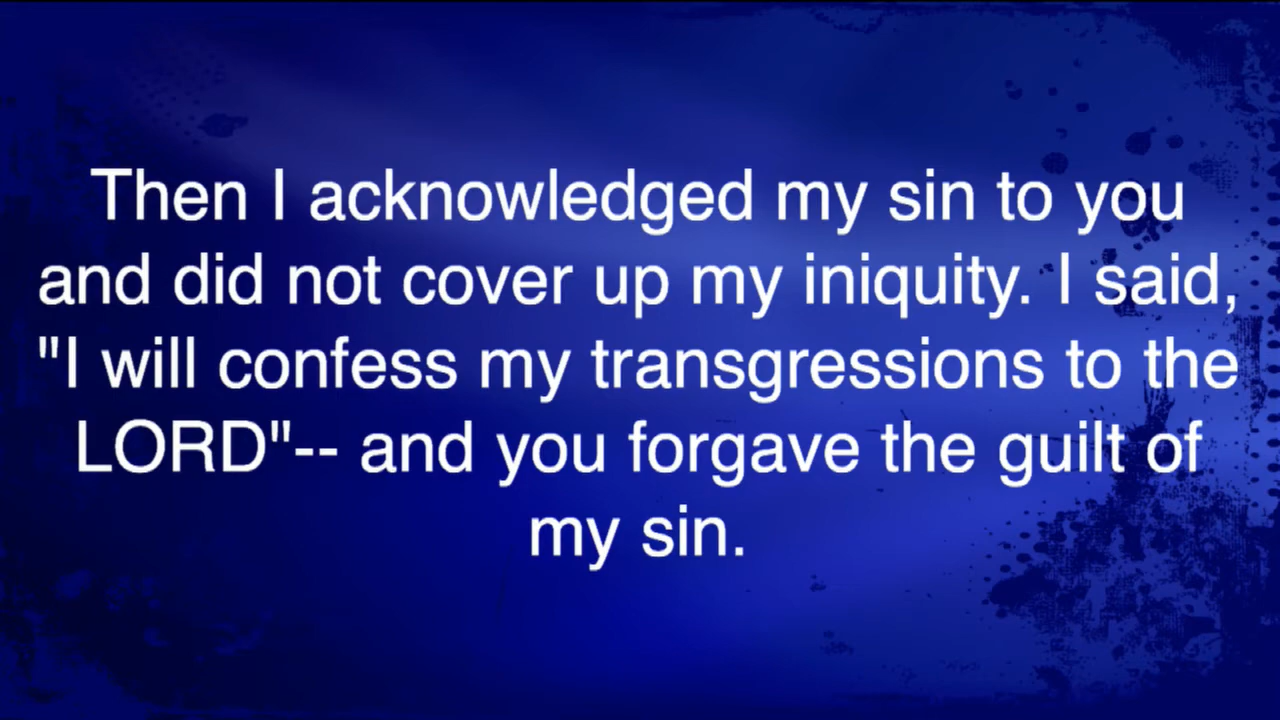 Then I acknowledged my sin to you
and did not cover up my iniquity. I said,
"I will confess my transgressions to the
LORD"-- and you forgave the guilt of
my sin.